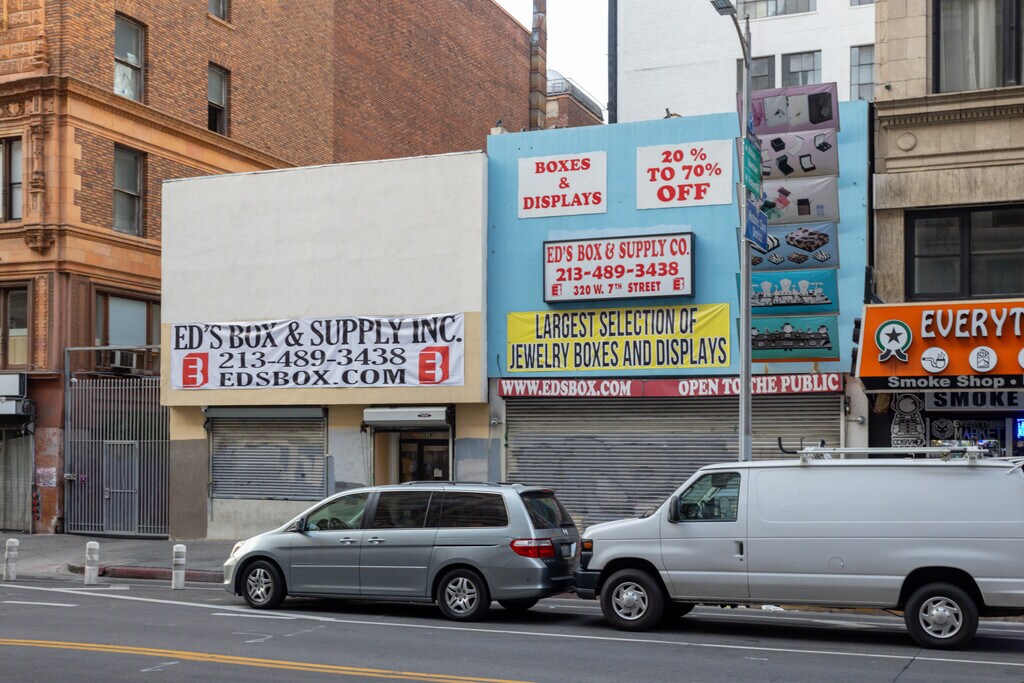 ED'S BOX & SUPPLY INC.
213-489-3438
EDSBOX.COM
BOXES
&
DISPLAYS
20 %
TO 70%
OFF
ED'S BOX & SUPPLY CO.
213-489-3438
320 W. 7TH STREET
LARGEST SELECTION OF
JEWELRY BOXES AND DISPLAYS
WWW.EDSBOX.COM
OPEN TO THE PUBLIC
EVERYT
Smoke Shop
SMOKE